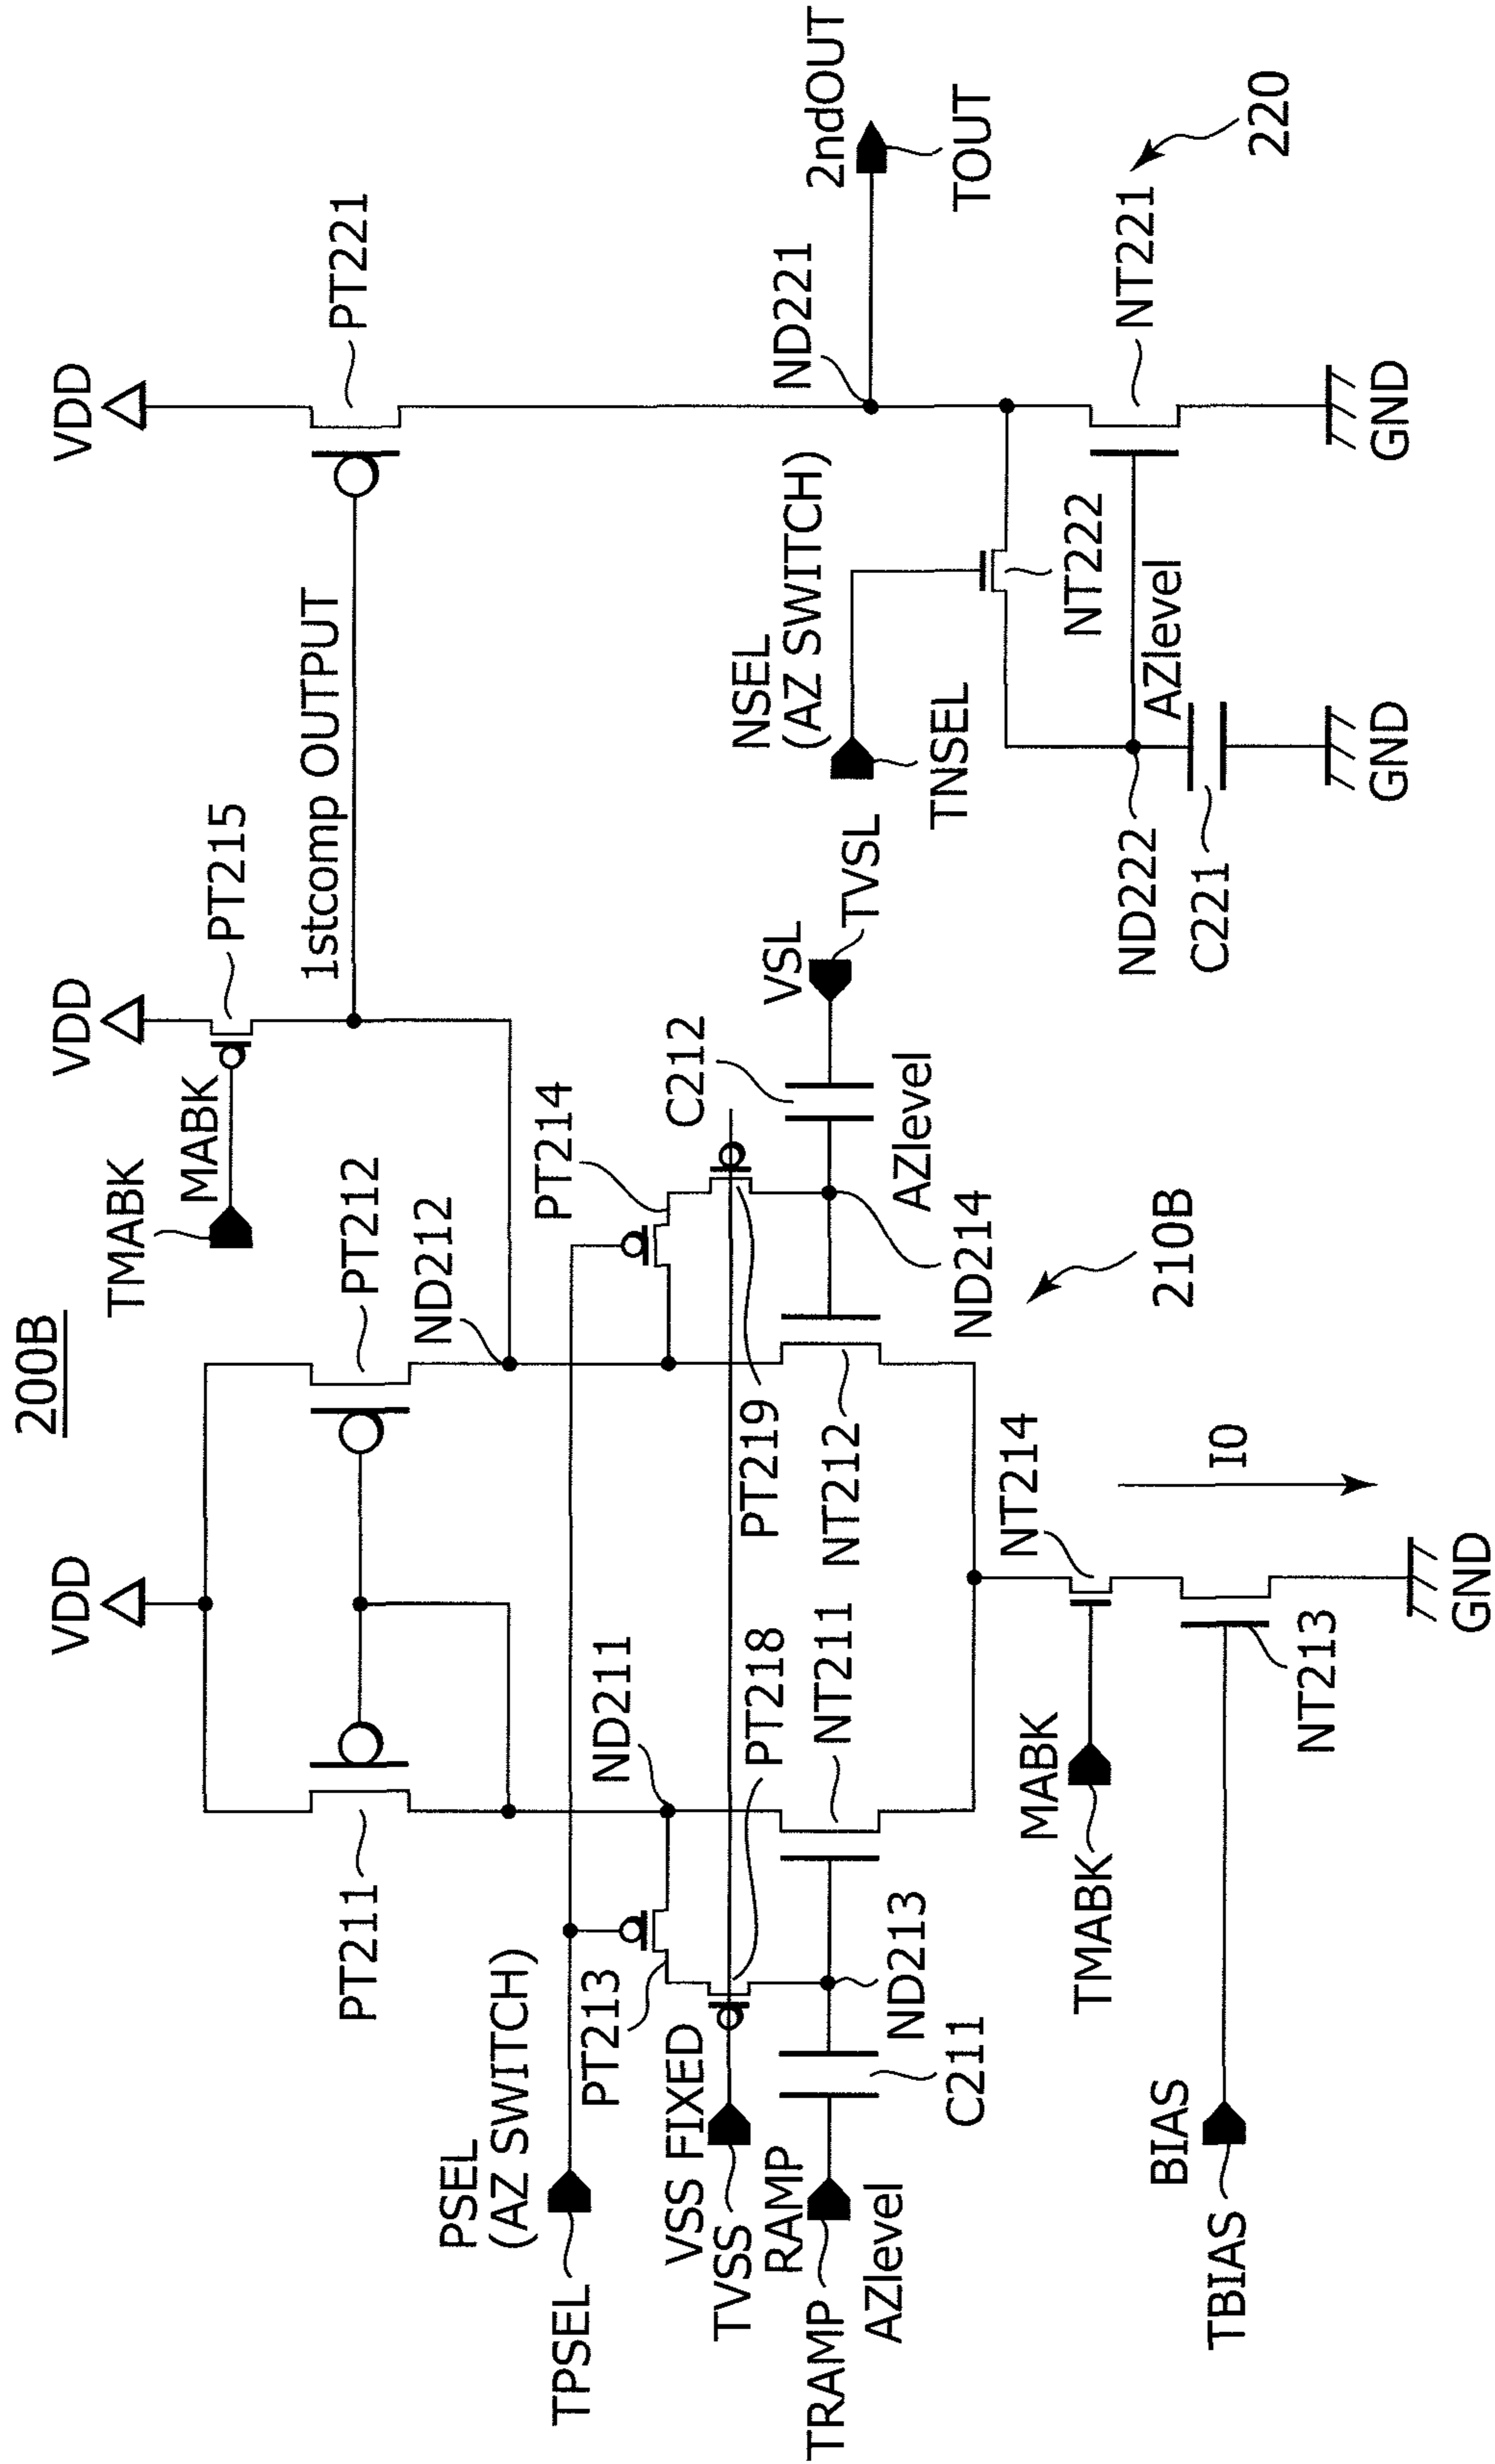 200B
VDD
VDD
VDD
TMABK
MABK
PT215
PT211
PT212
PT221
1stcomp OUTPUT
ND212
PSEL
(AZ SWITCH)
TPSEL
PT213
ND211
PT214
VSS FIXED
TVSS
PT218
PT219
C212
VSL
TVSL
RAMP
TRAMP
AZlevel
C211
ND213
NT211
NT212
AZlevel
ND214
210B
NSEL
(AZ SWITCH)
TNSEL
ND221
2ndOUT
TOUT
NT222
AZlevel
NT221
ND222
C221
220
GND
GND
MABK
TMABK
NT214
I0
BIAS
TBIAS
NT213
GND